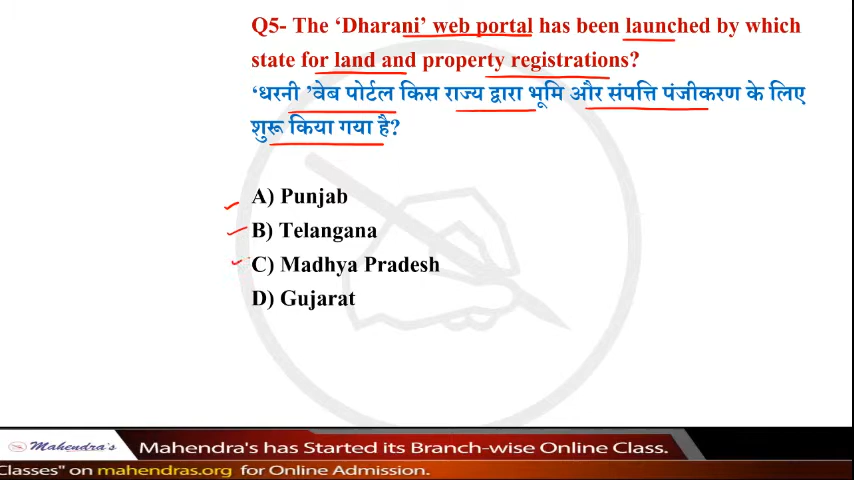 Q5- The ‘Dharani’ web portal has been launched by which
state for land and property registrations?
‘धरनी ’वेब पोर्टल किस राज्य द्वारा भूमि और संपत्ति पंजीकरण के लिए
शुरू किया गया है?
A) Punjab
B) Telangana
C) Madhya Pradesh
D) Gujarat
Mahendra's
Mahendra's has Started its Branch-wise Online Class.
Classes" on mahendras.org for Online Admission.